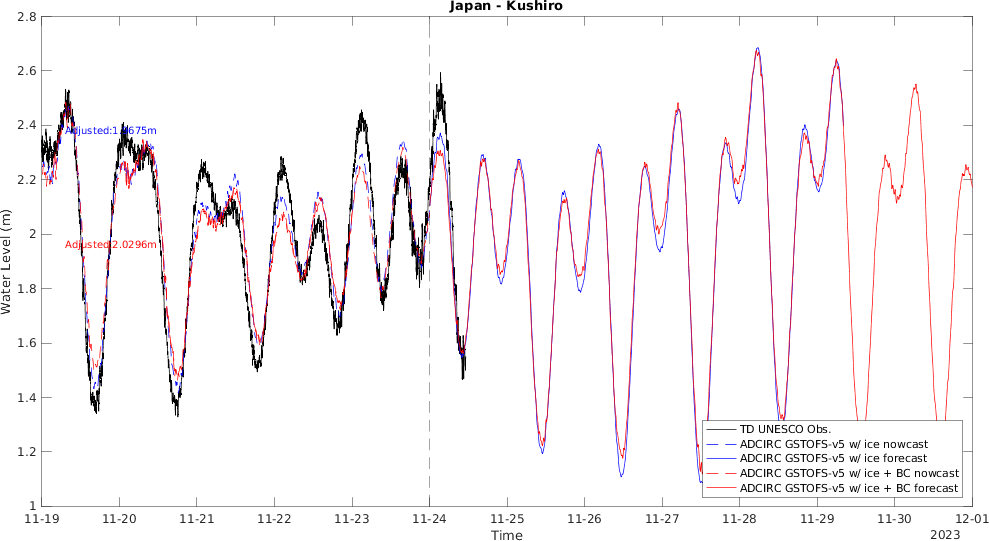 Japan - Kushiro
2.8
2.6
2.4
2.2
2
1.8
1.6
1.4
1.2
1
Water Level (m)
Adjusted:2.0296m
TD UNESCO Obs.
ADCIRC GSTOFS-v5 w/ ice nowcast
ADCIRC GSTOFS-v5 w/ ice forecast
ADCIRC GSTOFS-v5 w/ ice + BC nowcast
ADCIRC GSTOFS-v5 w/ ice + BC forecast
11-19 11-20 11-21 11-22 11-23 11-24 11-25 11-26 11-27 11-28 11-29 11-30 12-01
Time
2023